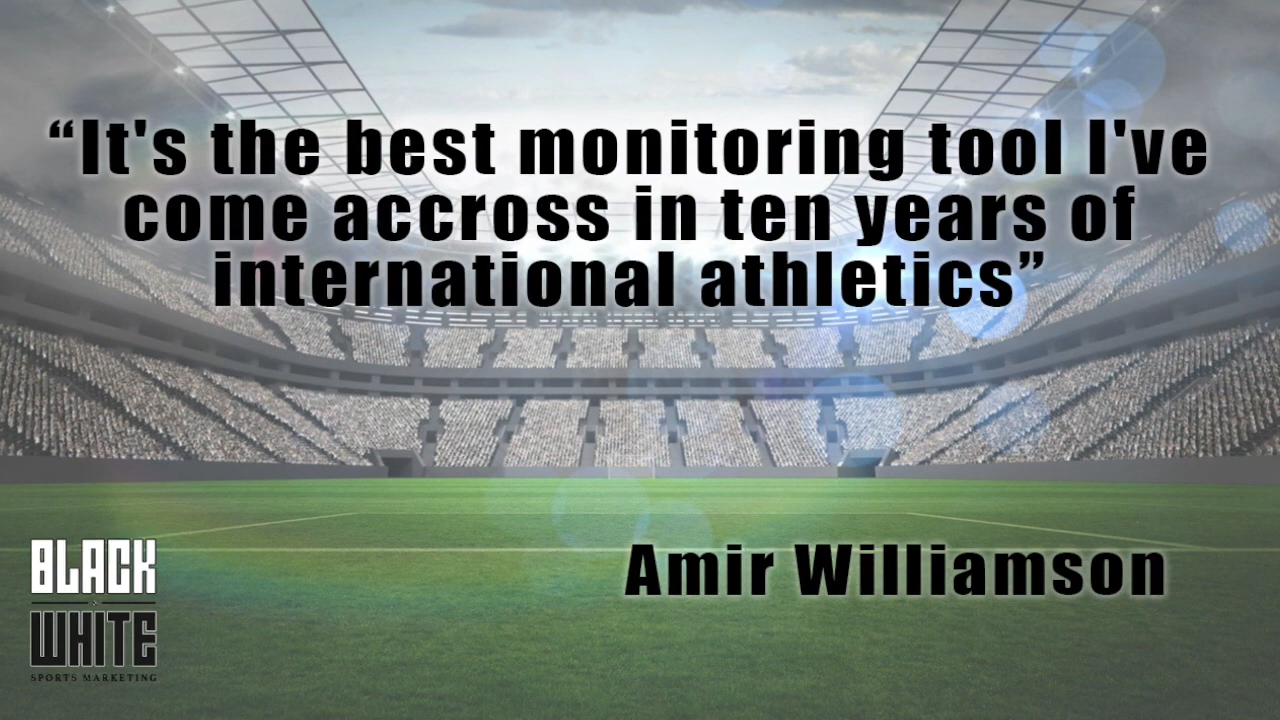 “It's the best monitoring tool I've
come accross in ten years of
international athletics”
Amir Williamson
BLACK
&
WHITE
SPORTS MARKETING